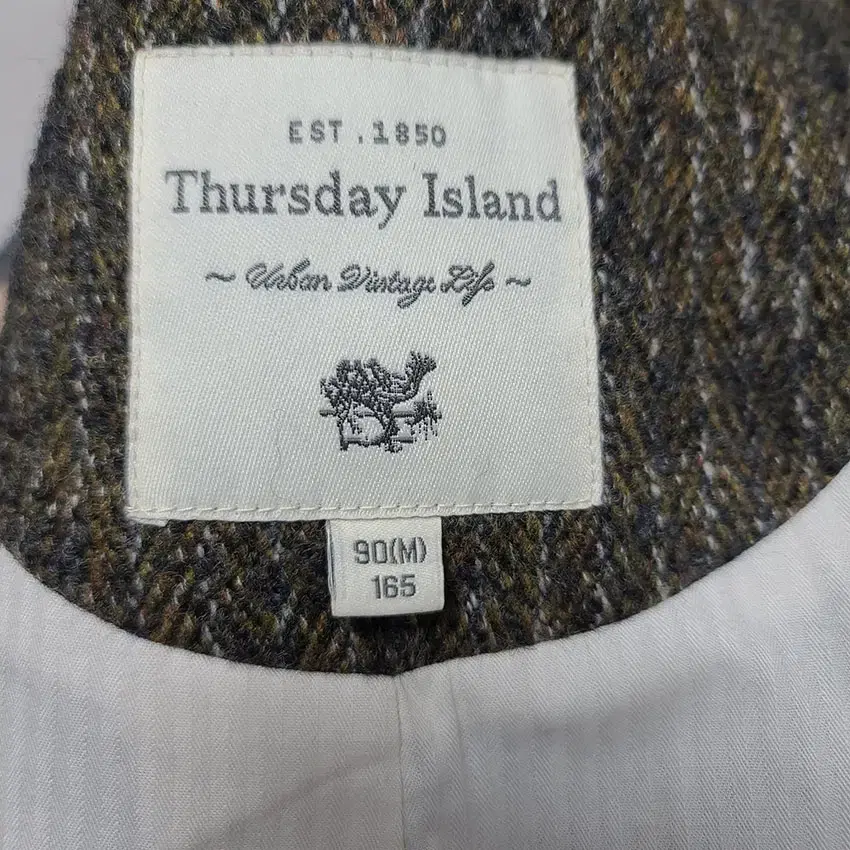 EST.1850
Thursday Island
~ Urban Vintage Life ~
90(M)
165